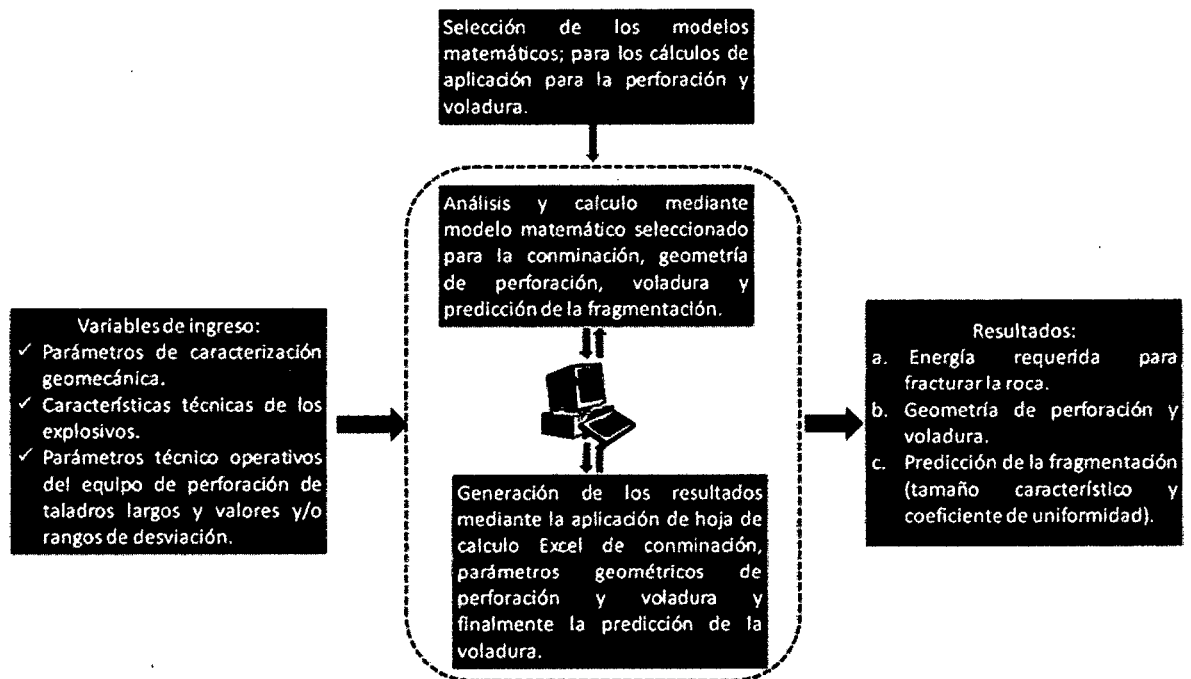 Selección de los modelos
matemáticos; para los cálculos de
aplicación para la perforación y
voladura.
Análisis y calculo mediante
modelo matemático seleccionado
para la conminación, geometría
de perforación, voladura y
predicción de la fragmentación.
Variables de ingreso:
✓ Parámetros de caracterización
geomecánica.
✓ Características técnicas de los
explosivos.
✓ Parámetros técnico operativos
del equipo de perforación de
taladros largos y valores y/o
rangos de desviación.
Generación de los resultados
mediante la aplicación de hoja de
calculo Excel de conminación,
parámetros geométricos de
perforación y voladura y
finalmente la predicción de la
voladura.
Resultados:
a. Energía requerida para
fracturar la roca.
b. Geometría de perforación y
voladura.
c. Predicción de la fragmentación
(tamaño característico y
coeficiente de uniformidad).